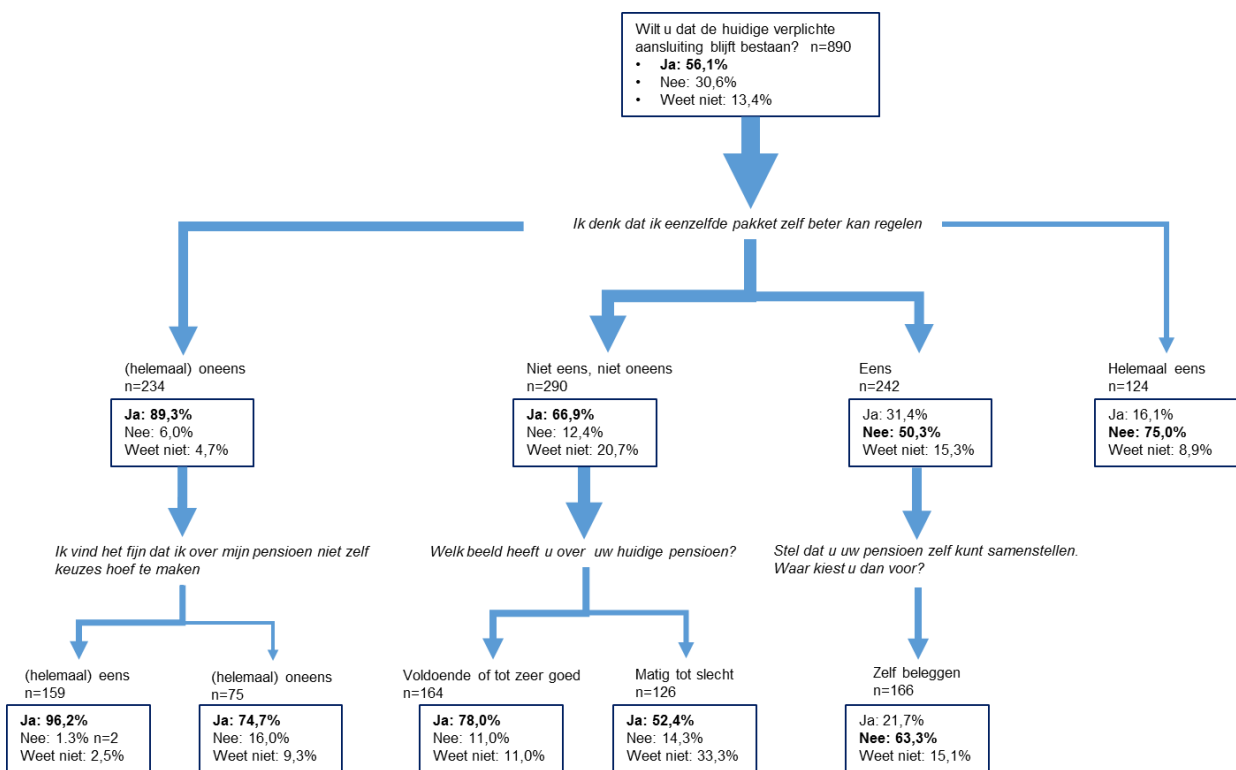 Wilt u dat de huidige verplichte
aansluiting blijft bestaan?   n=890
• Ja: 56,1%
• Nee: 30,6%
• Weet niet: 13,4%
Ik denk dat ik eenzelfde pakket zelf beter kan regelen
(helemaal) oneens
n=234
Ja: 89,3%
Nee: 6,0%
Weet niet: 4,7%
Niet eens, niet oneens
n=290
Ja: 66,9%
Nee: 12,4%
Weet niet: 20,7%
Eens
n=242
Ja: 31,4%
Nee: 50,3%
Weet niet: 15,3%
Helemaal eens
n=124
Ja: 16,1%
Nee: 75,0%
Weet niet: 8,9%
Ik vind het fijn dat ik over mijn pensioen niet zelf
keuzes hoef te maken
Welk beeld heeft u over uw huidige pensioen?
Stel dat u uw pensioen zelf kunt samenstellen.
Waar kiest u dan voor?
(helemaal) eens
n=159
Ja: 96,2%
Nee: 1.3% n=2
Weet niet: 2,5%
(helemaal) oneens
n=75
Ja: 74,7%
Nee: 16,0%
Weet niet: 9,3%
Voldoende of tot zeer goed
n=164
Ja: 78,0%
Nee: 11,0%
Weet niet: 11,0%
Matig tot slecht
n=126
Ja: 52,4%
Nee: 14,3%
Weet niet: 33,3%
Zelf beleggen
n=166
Ja: 21,7%
Nee: 63,3%
Weet niet: 15,1%